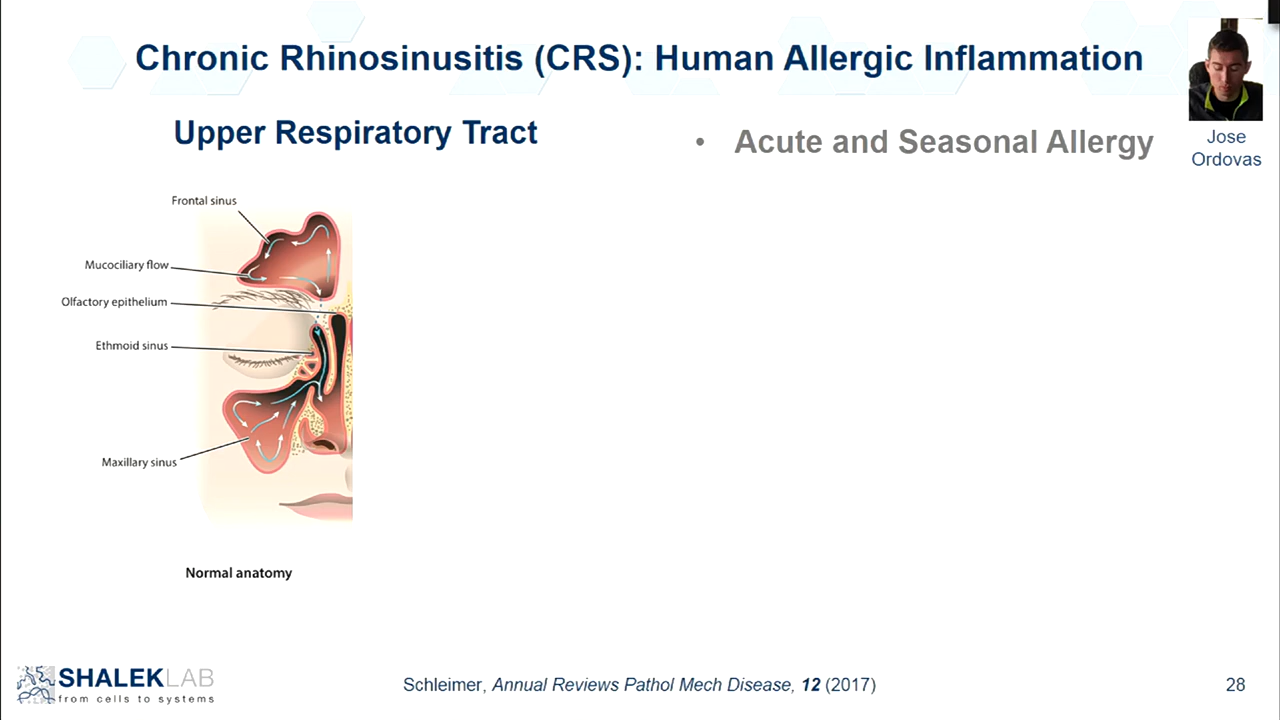 Chronic Rhinosinusitis (CRS): Human Allergic Inflammation
Upper Respiratory Tract
• Acute and Seasonal Allergy
Jose
Ordovas
Frontal sinus
Mucociliary flow
Olfactory epithelium
Ethmoid sinus
Maxillary sinus
Normal anatomy
SHALEKLAB
from cells to systems
Schleimer, Annual Reviews Pathol Mech Disease, 12 (2017)
28